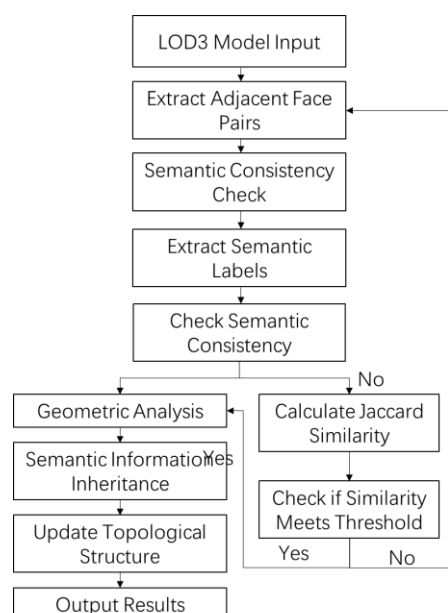 LOD3 Model Input
Extract Adjacent Face
Pairs
Semantic Consistency
Check
Extract Semantic
Labels
Check Semantic
Consistency
No
Geometric Analysis
Calculate Jaccard
Similarity
Yes
Semantic Information
Inheritance
Check if Similarity
Meets Threshold
Update Topological
Structure
Yes
No
Output Results